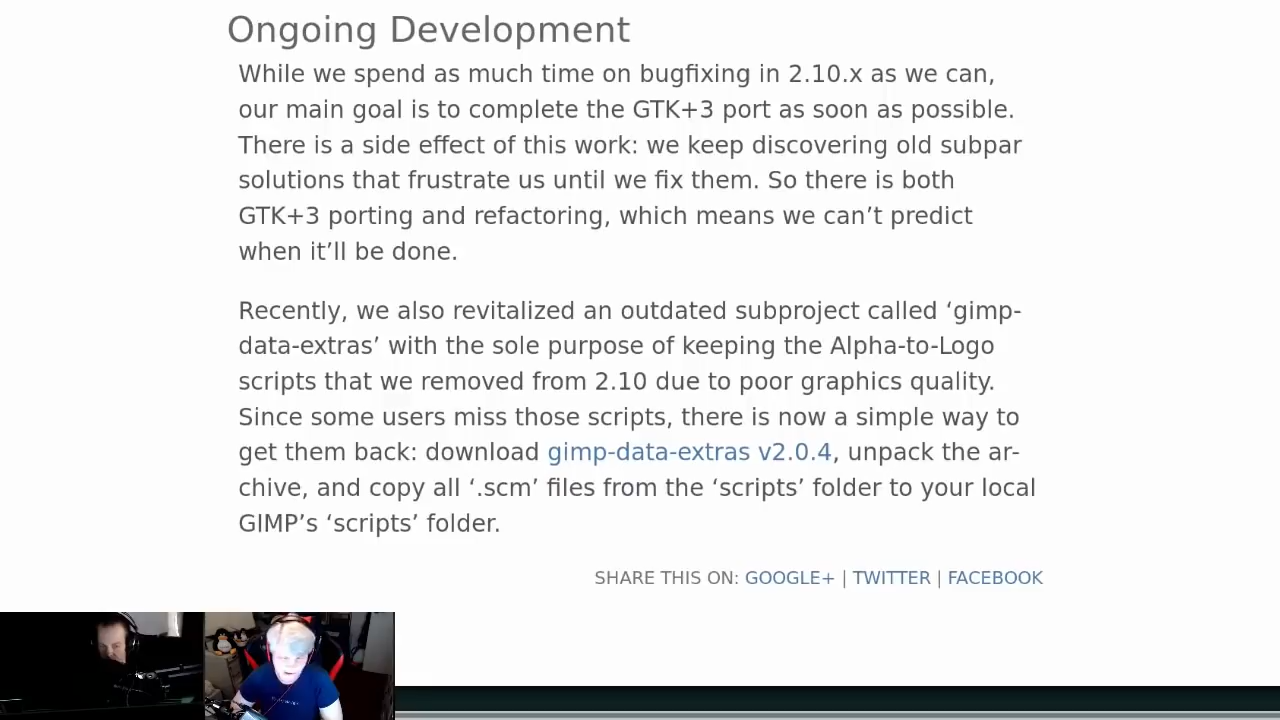 Ongoing Development
While we spend as much time on bugfixing in 2.10.x as we can,
our main goal is to complete the GTK+3 port as soon as possible.
There is a side effect of this work: we keep discovering old subpar
solutions that frustrate us until we fix them. So there is both
GTK+3 porting and refactoring, which means we can’t predict
when it’ll be done.
Recently, we also revitalized an outdated subproject called ‘gimp-
data-extras’ with the sole purpose of keeping the Alpha-to-Logo
scripts that we removed from 2.10 due to poor graphics quality.
Since some users miss those scripts, there is now a simple way to
get them back: download gimp-data-extras v2.0.4, unpack the ar-
chive, and copy all ‘.scm’ files from the ‘scripts’ folder to your local
GIMP’s ‘scripts’ folder.
SHARE THIS ON: GOOGLE+ | TWITTER | FACEBOOK